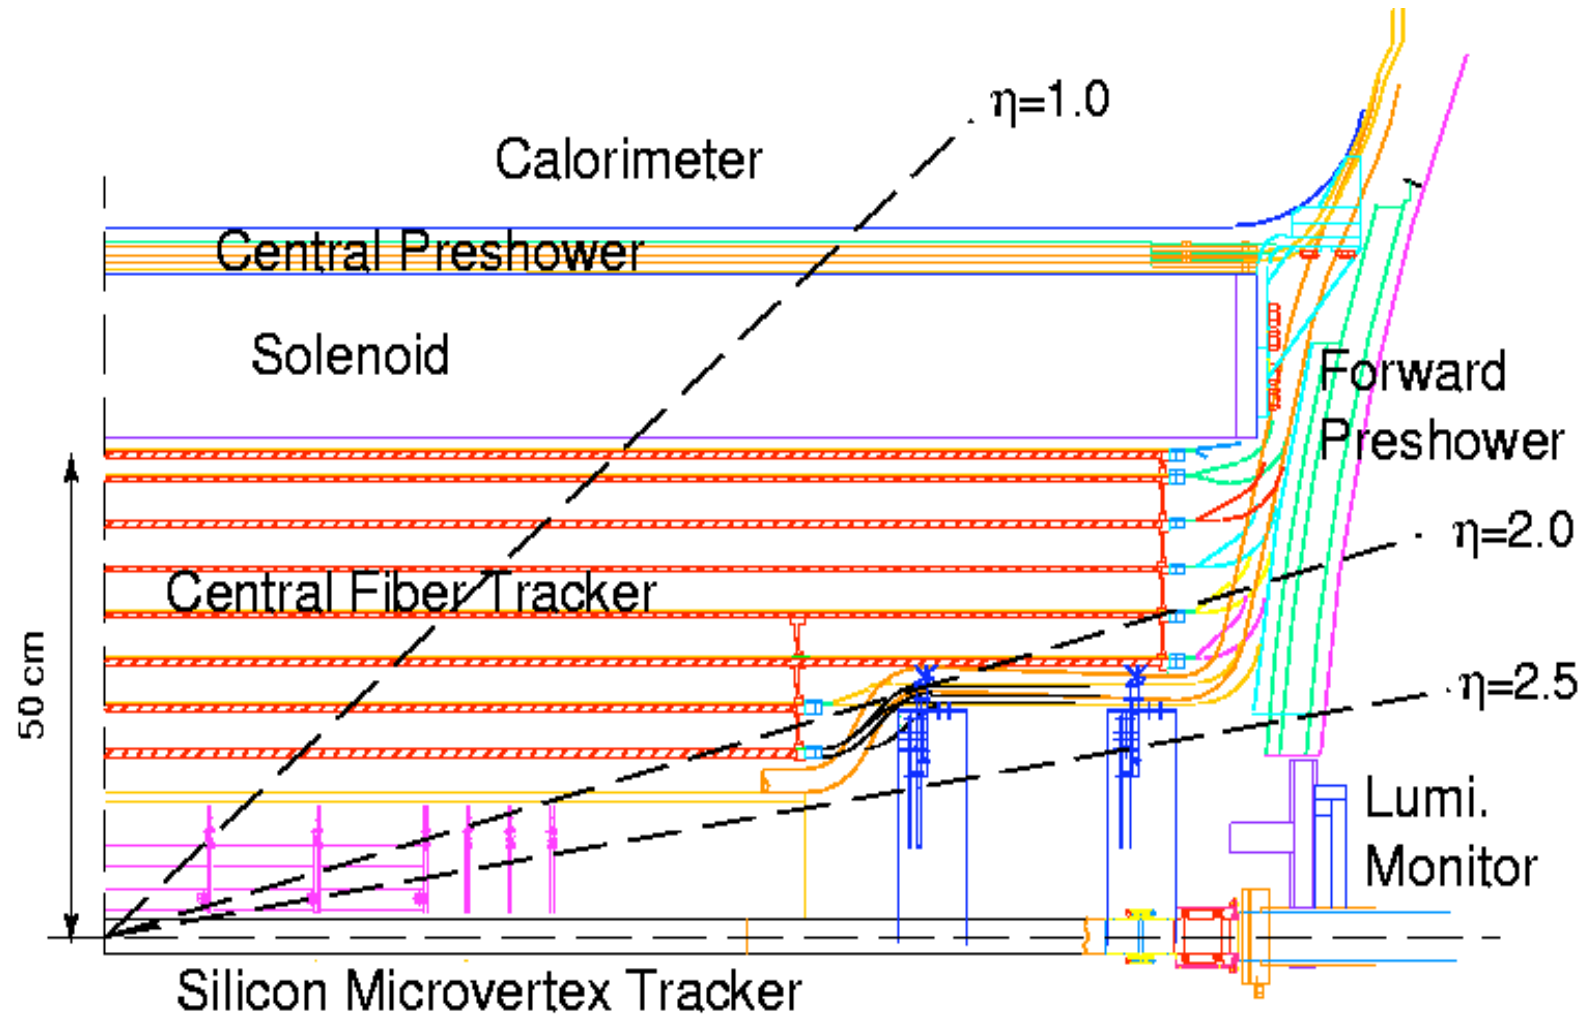 η=1.0
Calorimeter
Central Preshower
Solenoid
Forward
Preshower
η=2.0
Central Fiber Tracker
50 cm
η=2.5
Lumi.
Monitor
Silicon Microvertex Tracker